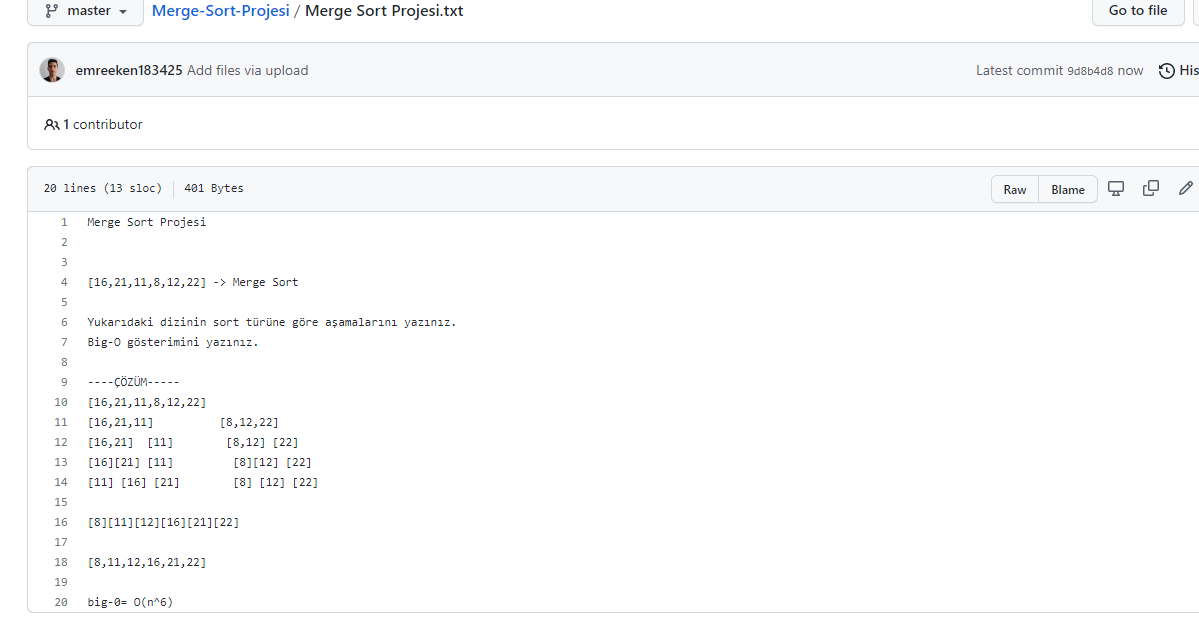 master Merge-Sort-Projesi / Merge Sort Projesi.txt Go to file
emreeken183425 Add files via upload Latest commit 9d8b4d8 now His
1 contributor
20 lines (13 sloc) 401 Bytes Raw Blame
1 Merge Sort Projesi
2
3
4 [16,21,11,8,12,22] -> Merge Sort
5
6 Yukarıdaki dizinin sort türüne göre aşamalarını yazınız.
7 Big-O gösterimini yazınız.
8
9 ----ÇÖZÜM-----
10 [16,21,11,8,12,22]
11 [16,21,11] [8,12,22]
12 [16,21] [11] [8,12] [22]
13 [16][21] [11] [8][12] [22]
14 [11] [16] [21] [8] [12] [22]
15
16 [8][11][12][16][21][22]
17
18 [8,11,12,16,21,22]
19
20 big-0= O(n^6)